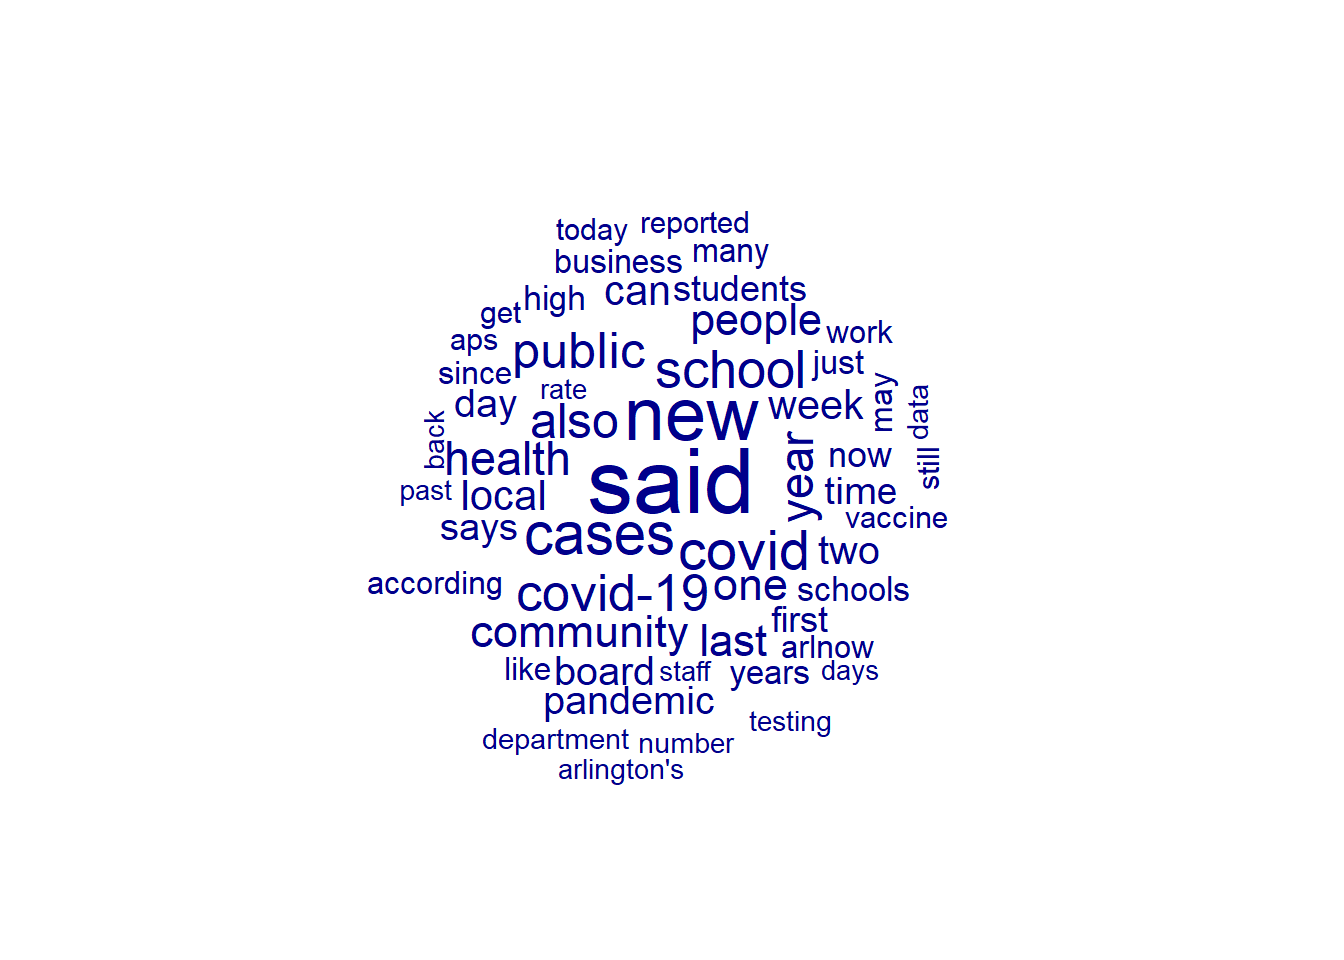 today reported
business many
can students
get high
people work
aps public
since school just
day rate week may data
also new
back health year now still
past local said time
says cases vaccine
covid two
according covid-19 one schools
community last first
arlnow
like board staff years days
pandemic
testing
department number
arlington's